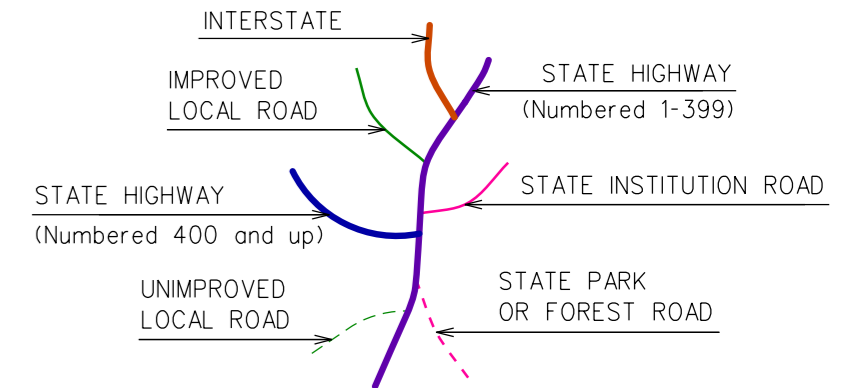 INTERSTATE
IMPROVED
LOCAL ROAD
STATE HIGHWAY
(Numbered 1-399)
STATE HIGHWAY
(Numbered 400 and up)
STATE INSTITUTION ROAD
UNIMPROVED
LOCAL ROAD
STATE PARK
OR FOREST ROAD